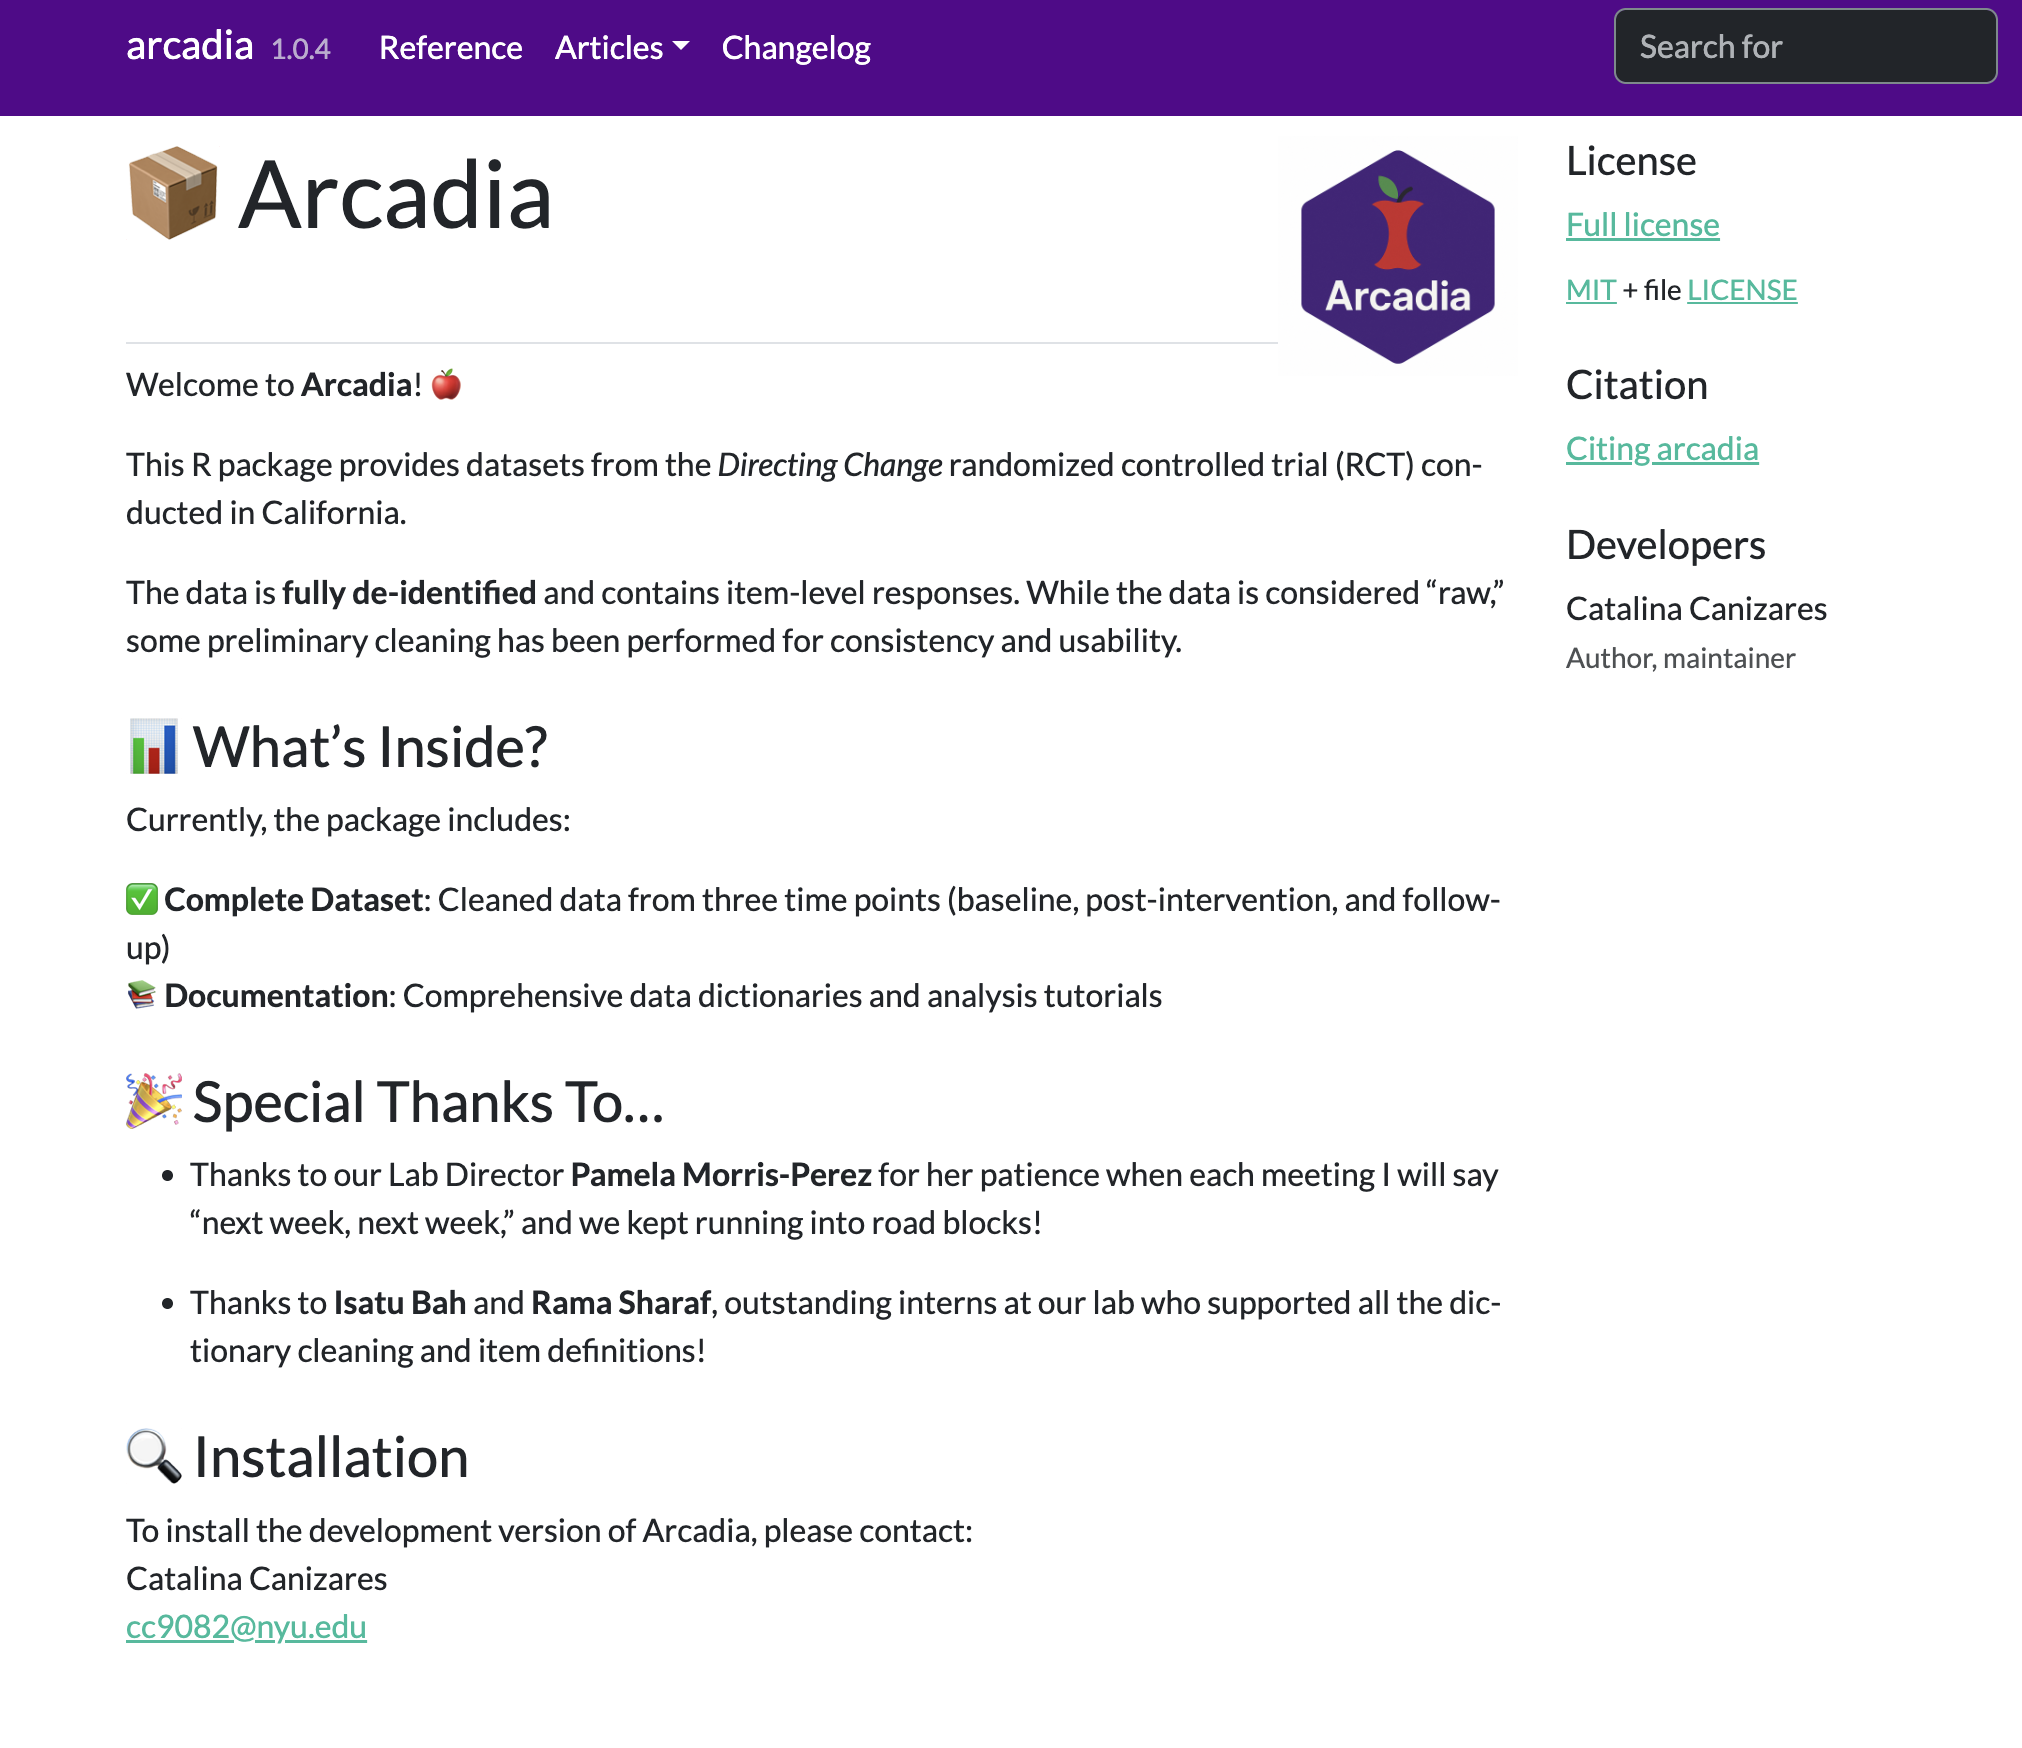 arcadia 1.0.4 Reference Articles Changelog Search for
Arcadia
Arcadia
Welcome to Arcadia!
This R package provides datasets from the Directing Change randomized controlled trial (RCT) con-
ducted in California.
The data is fully de-identified and contains item-level responses. While the data is considered “raw,”
some preliminary cleaning has been performed for consistency and usability.
What’s Inside?
Currently, the package includes:
Complete Dataset: Cleaned data from three time points (baseline, post-intervention, and follow-
up)
Documentation: Comprehensive data dictionaries and analysis tutorials
Special Thanks To…
• Thanks to our Lab Director Pamela Morris-Perez for her patience when each meeting I will say
“next week, next week,” and we kept running into road blocks!
• Thanks to Isatu Bah and Rama Sharaf, outstanding interns at our lab who supported all the dic-
tionary cleaning and item definitions!
Installation
To install the development version of Arcadia, please contact:
Catalina Canizares
cc9082@nyu.edu
License
Full license
MIT + file LICENSE
Citation
Citing arcadia
Developers
Catalina Canizares
Author, maintainer